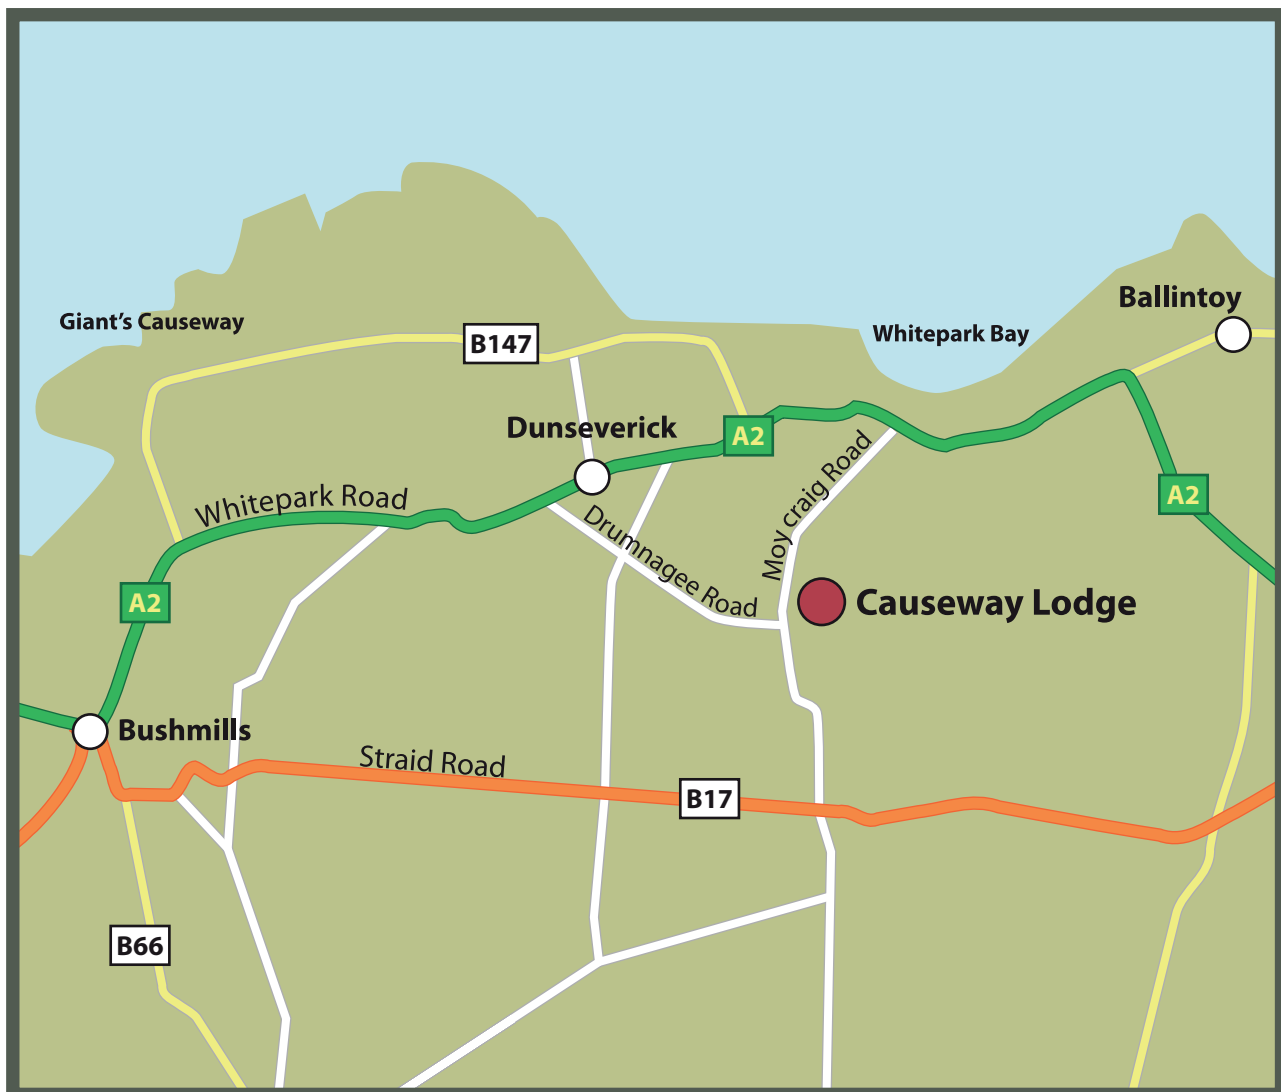 Ballintoy
Giant's Causeway
Whitepark Bay
B147
Dunseverick
A2
Moy craig Road
A2
Whitepark Road
Drumnagee Road
A2
Causeway Lodge
Bushmills
Straid Road
B17
B66